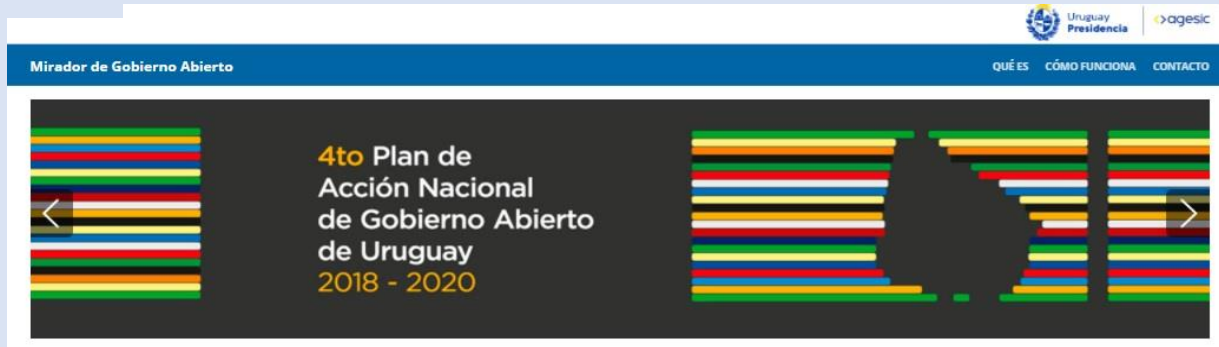 Uruguay
Presidencia
agesic
Mirador de Gobierno Abierto
QUÉ ES CÓMO FUNCIONA CONTACTO
4to Plan de
Acción Nacional
de Gobierno Abierto
de Uruguay
2018 - 2020